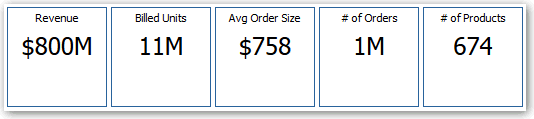 Revenue
$800M
Billed Units
11M
Avg Order Size
$758
# of Orders
1M
# of Products
674